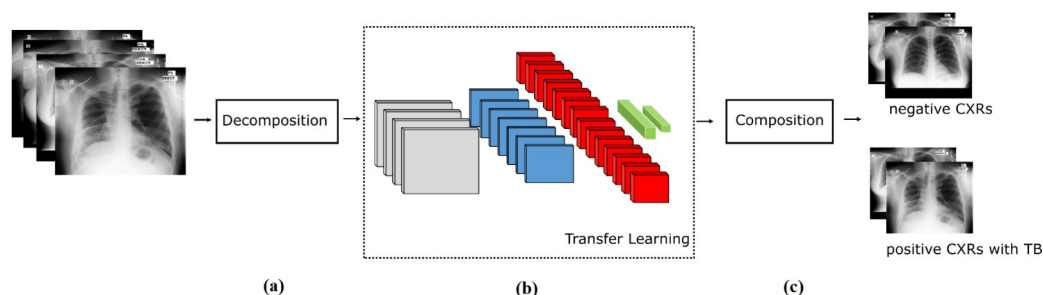 Decomposition
Transfer Learning
Composition
negative CXRs
positive CXRs with TB
(a)
(b)
(c)